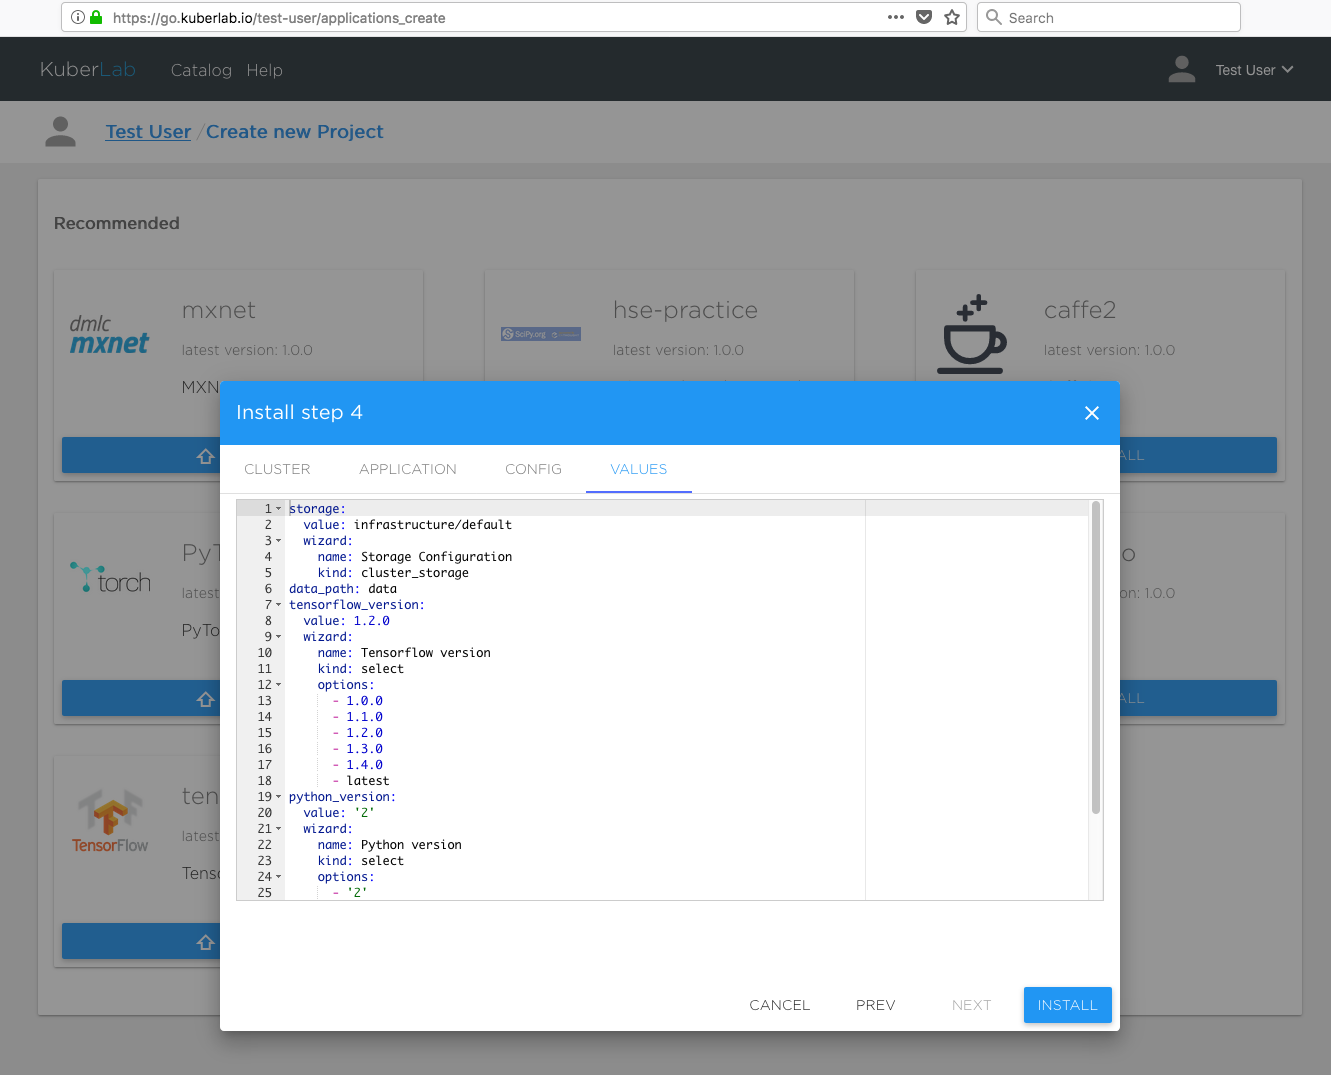 https://go.kuberlab.io/test-user/applications_create
Search
KuberLab
Catalog
Help
Test User
Test User / Create new Project
Recommended
dmlc
mxnet
mxnet
latest version: 1.0.0
MXN
SciPy.org
hse-practice
latest version: 1.0.0
caffe2
latest version: 1.0.0
ALL
Install step 4
CLUSTER
APPLICATION
CONFIG
VALUES
1 storage:
2 value: infrastructure/default
3 wizard:
4 name: Storage Configuration
5 kind: cluster_storage
6 data_path: data
7 tensorflow_version:
8 value: 1.2.0
9 wizard:
10 name: Tensorflow version
11 kind: select
12 options:
13 - 1.0.0
14 - 1.1.0
15 - 1.2.0
16 - 1.3.0
17 - 1.4.0
18 - latest
19 python_version:
20 value: '2'
21 wizard:
22 name: Python version
23 kind: select
24 options:
25 - '2'
torch
PyT
latest
PyTo
o
n: 1.0.0
ALL
TensorFlow
ten
latest
Tenso
CANCEL
PREV
NEXT
INSTALL